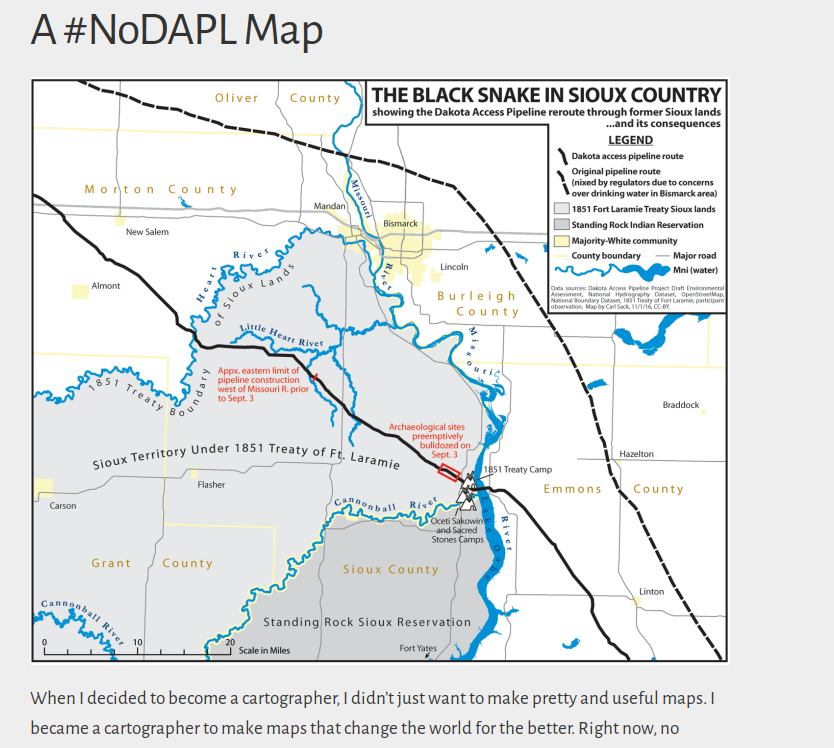 A #NoDAPL Map
THE BLACK SNAKE IN SIOUX COUNTRY
showing the Dakota Access Pipeline reroute through former Sioux lands
...and its consequences
LEGEND
Dakota access pipeline route
Original pipeline route
(nixed by regulators due to concerns
over drinking water in Bismarck area)
1851 Fort Laramie Treaty Sioux lands
Standing Rock Indian Reservation
Majority-White community
County boundary
Major road
Mni (water)
Data sources: Dakota Access Pipeline Project Draft Environmental
Assessment, National Hydrography Dataset, OpenStreetMap,
National Boundary Dataset, 1851 Treaty of Fort Laramie, participant
observation. Map by Carl Sack, 11/1/16, CC-BY.
Oliver County
Morton County
Missouri
River
Mandan
Bismarck
New Salem
Heart River
Lincoln
Almont
of Sioux Lands
Burleigh
County
Little Heart River
Missouri
Appx. eastern limit of
pipeline construction
west of Missouri R. prior
to Sept. 3
1851 Treaty Boundary
Braddock
Archaeological sites
preemptively
bulldozed on
Sept. 3
Sioux Territory Under 1851 Treaty of Ft. Laramie
Hazelton
1851 Treaty Camp
Flasher
Emmons County
Carson
Cannonball River
Oceti Sakowin
and Sacred
Stones Camps
Lake Oahe
River
Grant County
Sioux County
Linton
Cannonball River
Standing Rock Sioux Reservation
Fort Yates
0 10 20
Scale in Miles
When I decided to become a cartographer, I didn't just want to make pretty and useful maps. I
became a cartographer to make maps that change the world for the better. Right now, no